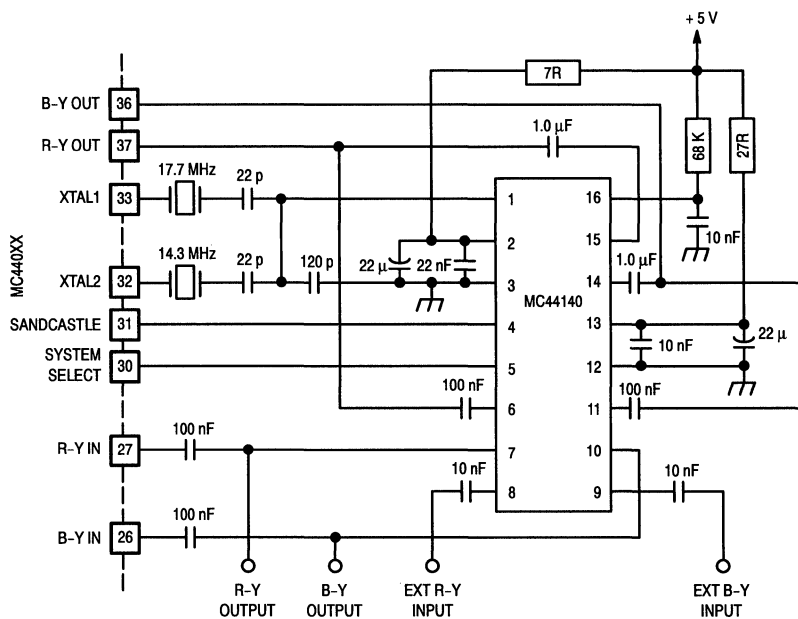 + 5 V
7R
B–Y OUT 36
R–Y OUT 37
1.0 µF
68 K
27R
17.7 MHz
22 p
XTAL1 33
1
16
10 nF
14.3 MHz
22 p
120 p
22 µ
22 nF
2
15
1.0 µF
XTAL2 32
3
14
MC440XX
MC44140
SANDCASTLE 31
4
13
10 nF
22 µ
SYSTEM
SELECT 30
5
12
100 nF
6
11
100 nF
100 nF
R–Y IN 27
7
10
10 nF
8
9
10 nF
100 nF
B–Y IN 26
R–Y
OUTPUT
B–Y
OUTPUT
EXT R–Y
INPUT
EXT B–Y
INPUT